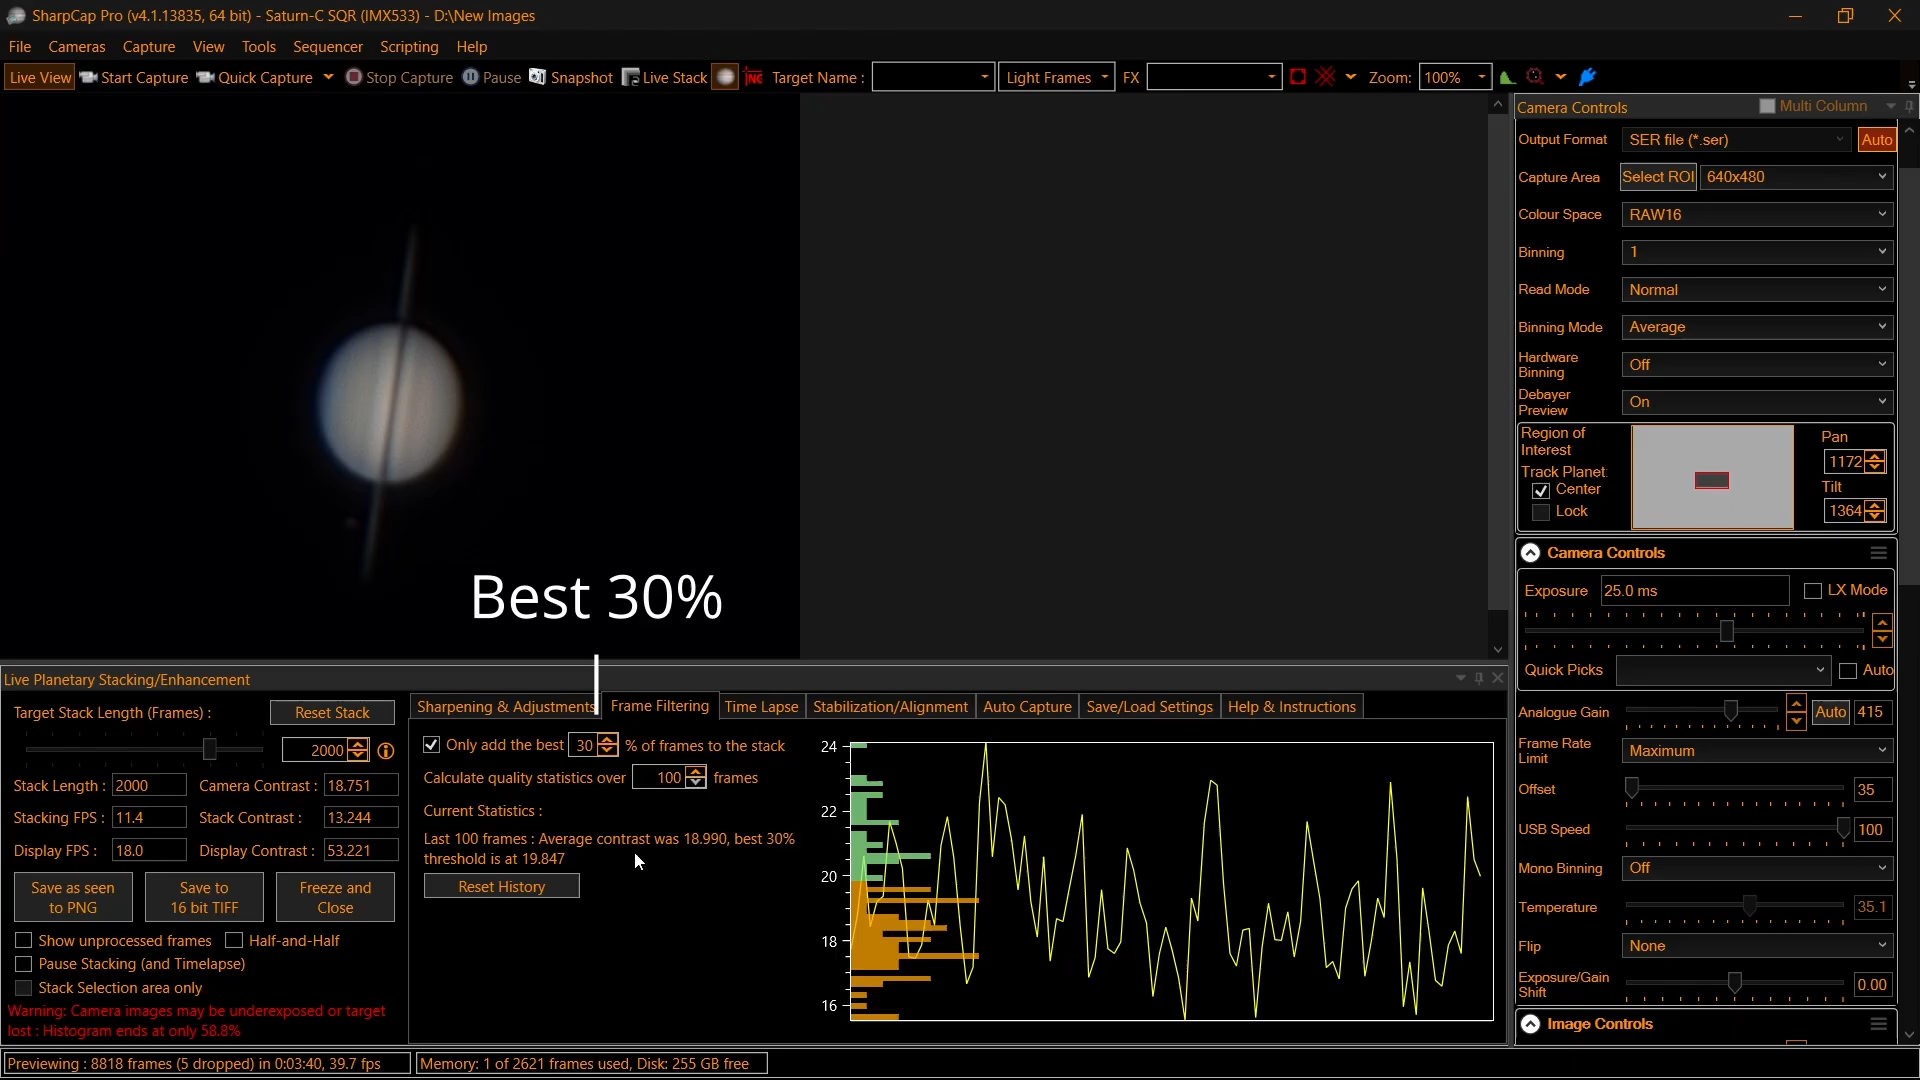 SharpCap Pro (v4.1.13835, 64 bit) - Saturn-C SQR (IMX533) - D:\New Images
File Cameras Capture View Tools Sequencer Scripting Help
Live View Start Capture Quick Capture Stop Capture Pause Snapshot Live Stack Target Name : Light Frames FX Zoom: 100%
Best 30%
Live Planetary Stacking/Enhancement
Target Stack Length (Frames) : Reset Stack
2000
Stack Length : 2000 Camera Contrast : 18.751
Stacking FPS : 11.4 Stack Contrast : 13.244
Display FPS : 18.0 Display Contrast : 53.221
Save as seen
to PNG
Save to
16 bit TIFF
Freeze and
Close
Show unprocessed frames Half-and-Half
Pause Stacking (and Timelapse)
Stack Selection area only
Warning: Camera images may be underexposed or target
lost : Histogram ends at only 58.8%
Sharpening & Adjustments Frame Filtering Time Lapse Stabilization/Alignment Auto Capture Save/Load Settings Help & Instructions
Only add the best 30 % of frames to the stack
Calculate quality statistics over 100 frames
Current Statistics :
Last 100 frames : Average contrast was 18.990, best 30%
threshold is at 19.847
Reset History
24
22
20
18
16
Camera Controls Multi Column
Output Format SER file (*.ser) Auto
Capture Area Select ROI 640x480
Colour Space RAW16
Binning 1
Read Mode Normal
Binning Mode Average
Hardware
Binning Off
Debayer
Preview On
Region of
Interest
Track Planet:
Center
Lock
Pan
1172
Tilt
1364
Camera Controls
Exposure 25.0 ms LX Mode
Quick Picks Auto
Analogue Gain Auto 415
Frame Rate
Limit Maximum
Offset 35
USB Speed 100
Mono Binning Off
Temperature 35.1
Flip None
Exposure/Gain
Shift 0.00
Image Controls
Previewing : 8818 frames (5 dropped) in 0:03:40, 39.7 fps Memory: 1 of 2621 frames used, Disk: 255 GB free